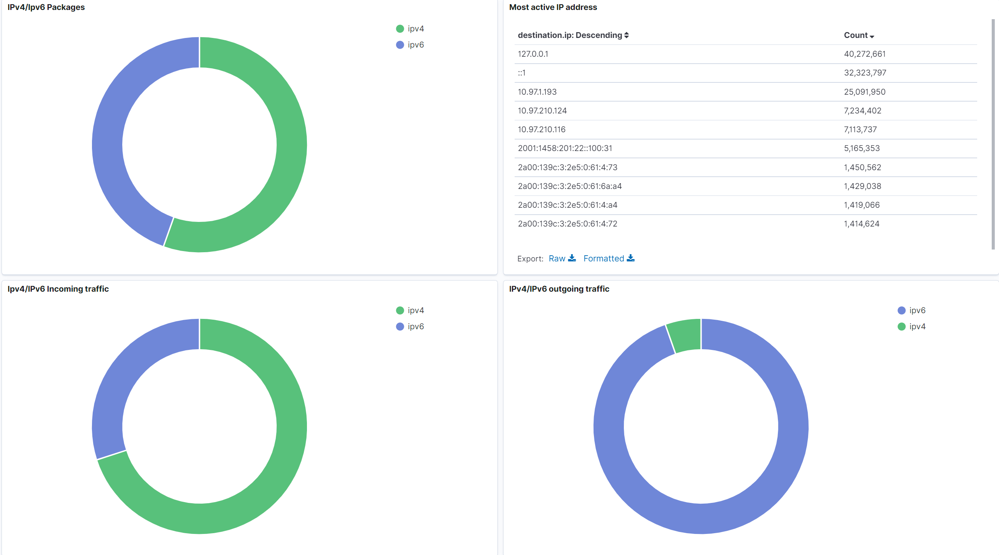 IPv4/Ipv6 Packages
ipv4
ipv6
Most active IP address
destination.ip: Descending Count
127.0.0.1 40,272,661
::1 32,323,797
10.97.1.193 25,091,950
10.97.210.124 7,234,402
10.97.210.116 7,113,737
2001:1458:201:22::100:31 5,165,353
2a00:139c:3:2e5:0:61:4:73 1,450,562
2a00:139c:3:2e5:0:61:6a:a4 1,429,038
2a00:139c:3:2e5:0:61:4:a4 1,419,066
2a00:139c:3:2e5:0:61:4:72 1,414,624
Export: Raw Formatted
Ipv4/IPv6 Incoming traffic
ipv4
ipv6
IPv4/IPv6 outgoing traffic
ipv6
ipv4